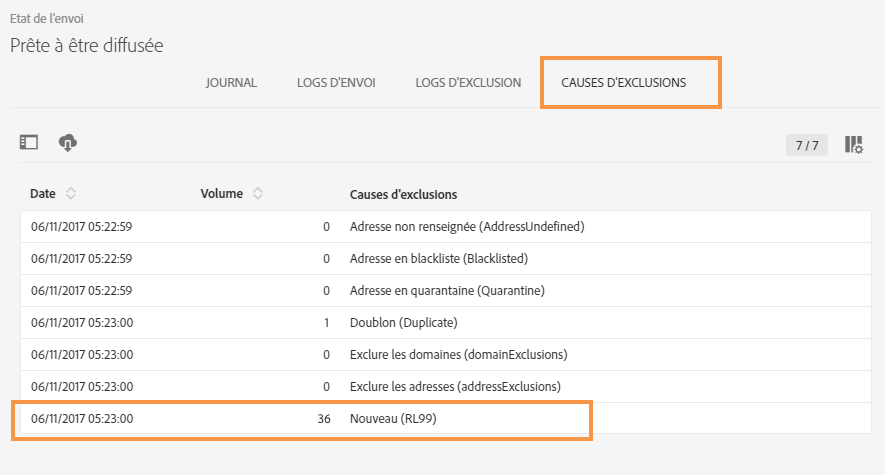 Etat de l'envoi
Prête à être diffusée
JOURNAL LOGS D'ENVOI LOGS D'EXCLUSION CAUSES D'EXCLUSIONS
7 / 7
Date Volume Causes d'exclusions
06/11/2017 05:22:59 0 Adresse non renseignée (AddressUndefined)
06/11/2017 05:22:59 0 Adresse en blackliste (Blacklisted)
06/11/2017 05:22:59 0 Adresse en quarantaine (Quarantine)
06/11/2017 05:23:00 1 Doublon (Duplicate)
06/11/2017 05:23:00 0 Exclure les domaines (domainExclusions)
06/11/2017 05:23:00 0 Exclure les adresses (addressExclusions)
06/11/2017 05:23:00 36 Nouveau (RL99)